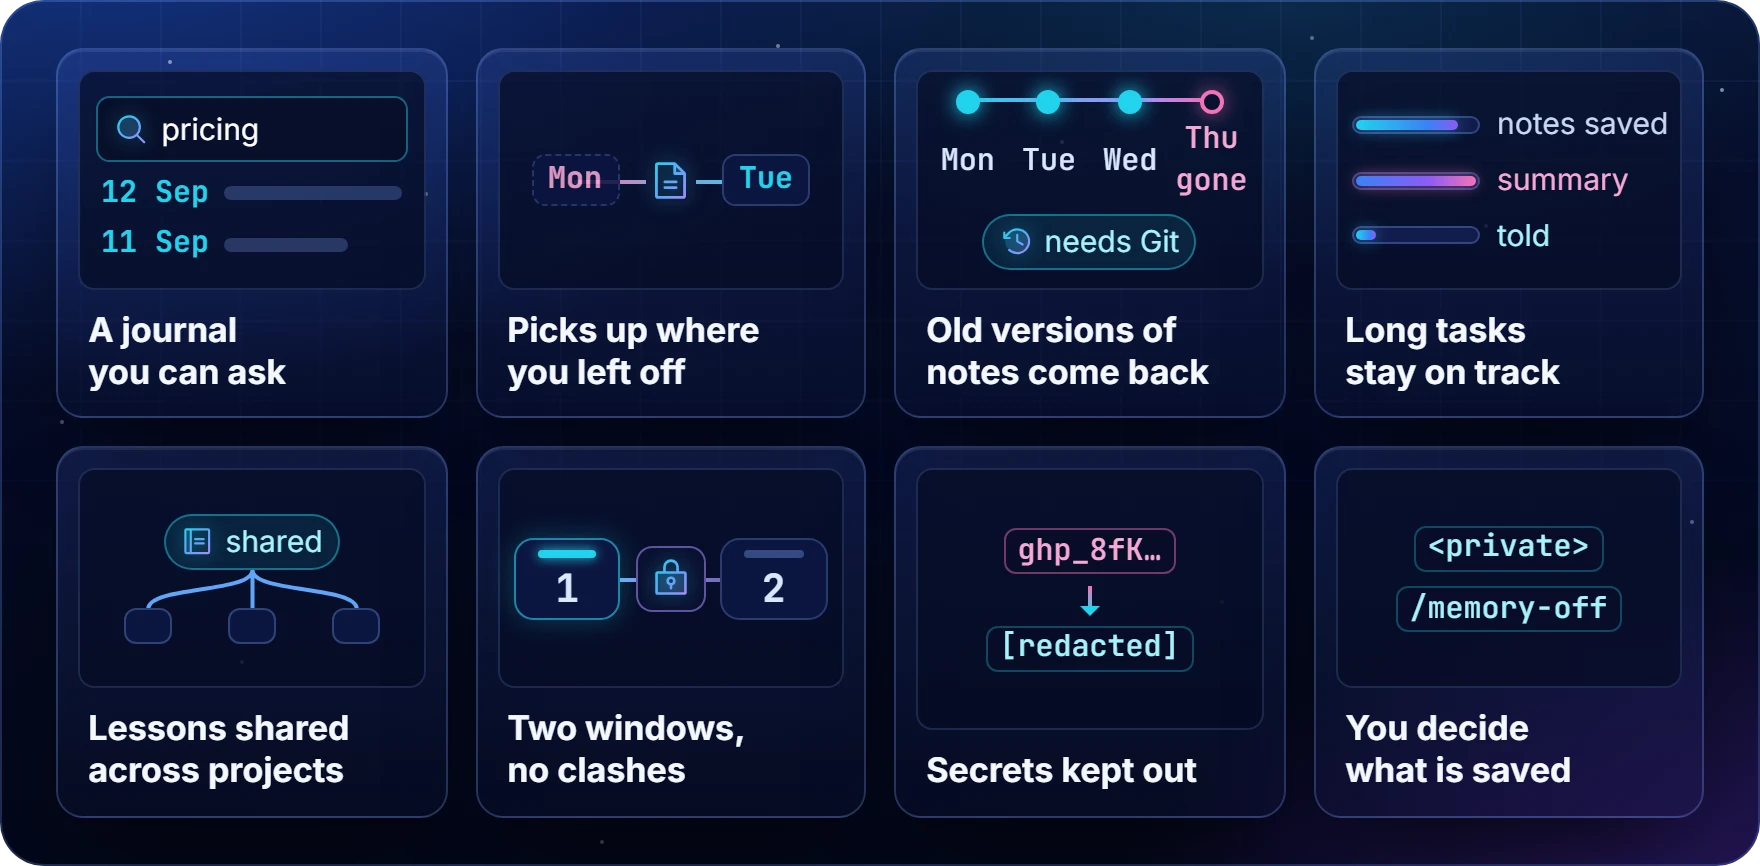 pricing
12 Sep
11 Sep
A journal
you can ask
Mon
Tue
Picks up where
you left off
Mon Tue Wed Thu
gone
needs Git
Old versions of
notes come back
notes saved
summary
told
Long tasks
stay on track
shared
Lessons shared
across projects
1
2
Two windows,
no clashes
ghp_8fK…
[redacted]
Secrets kept out
<private>
/memory-off
You decide
what is saved